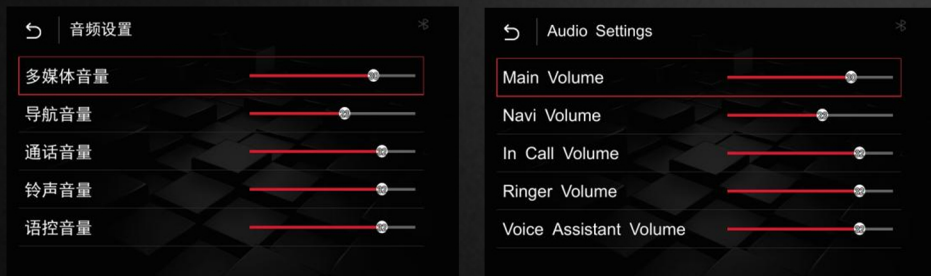 音频设置
多媒体音量
导航音量
通话音量
铃声音量
语控音量
Audio Settings
Main Volume
Navi Volume
In Call Volume
Ringer Volume
Voice Assistant Volume